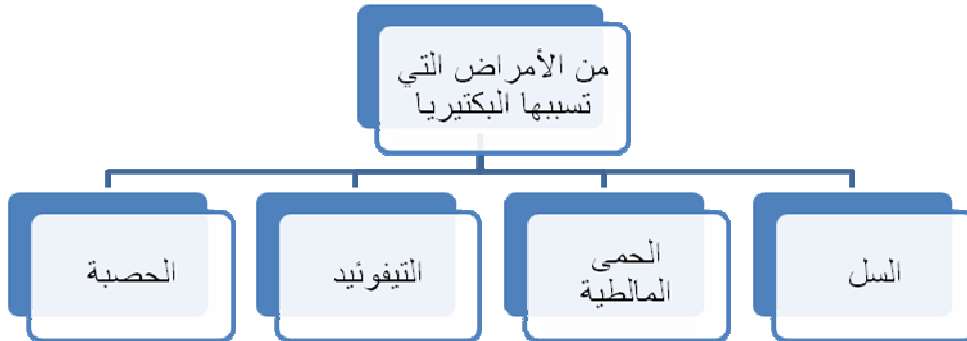 من الأمراض التي
تسببها البكتيريا
السل
الحمى
المالطية
التيفوئيد
الحصبة